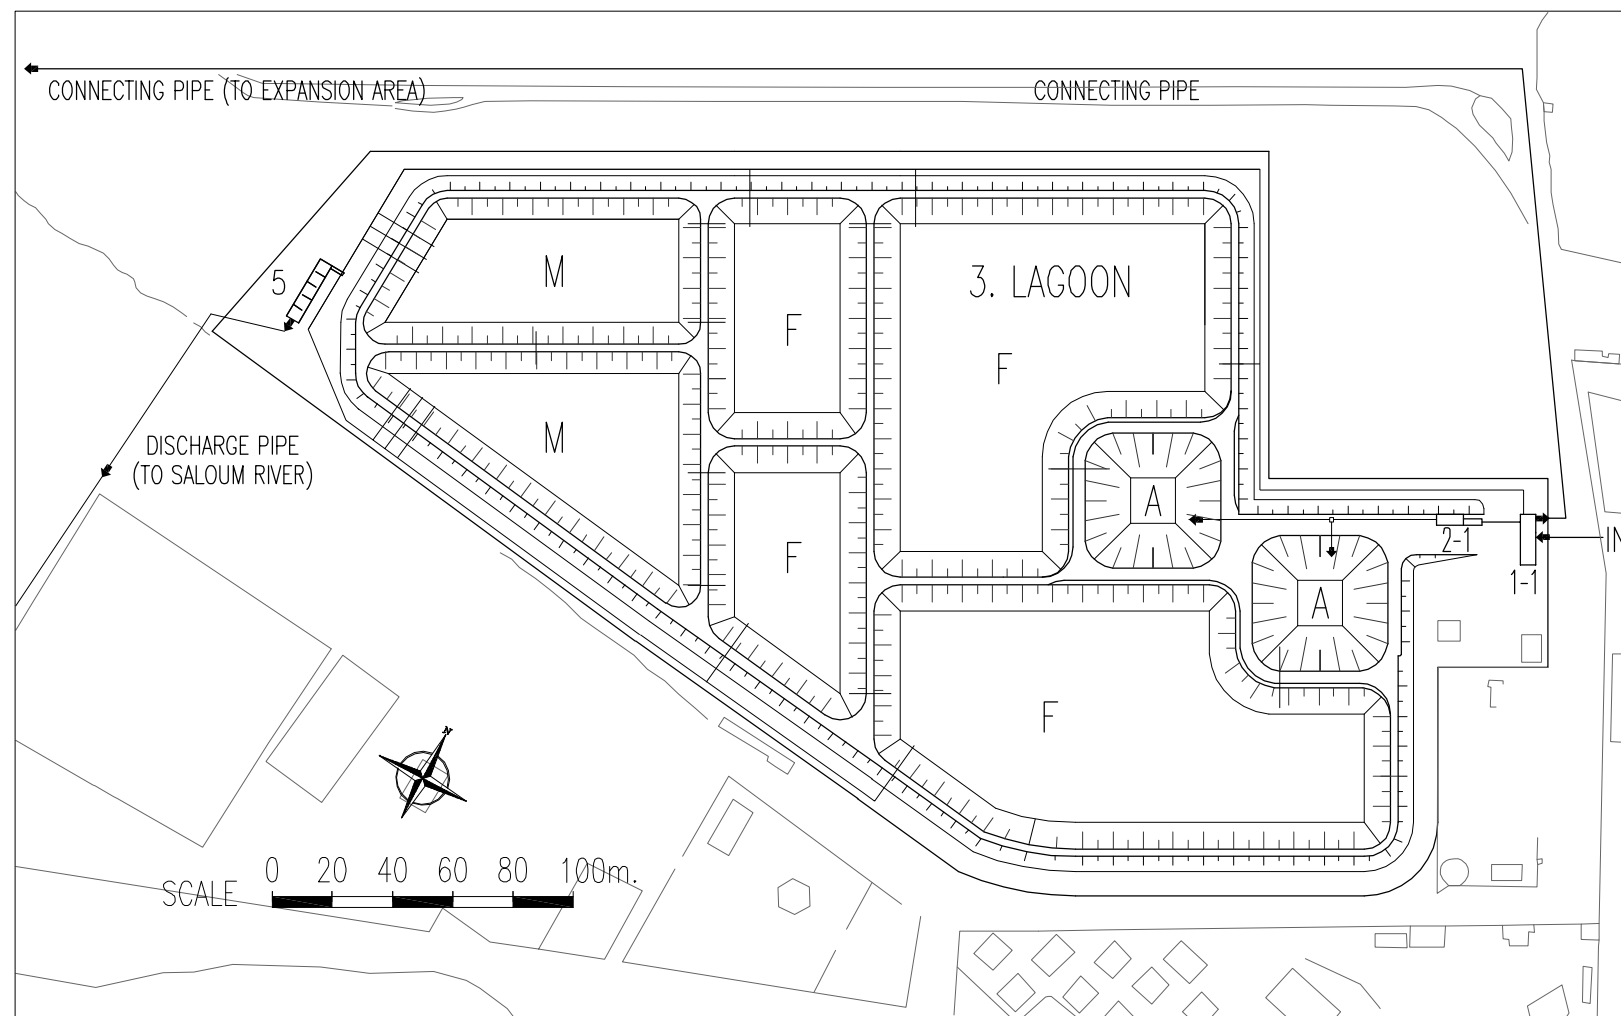 CONNECTING PIPE (TO EXPANSION AREA)
CONNECTING PIPE
5
M
F
3. LAGOON
F
M
DISCHARGE PIPE
(TO SALOUM RIVER)
F
A
2-1
IN
1-1
A
F
N
0 20 40 60 80 100m.
SCALE